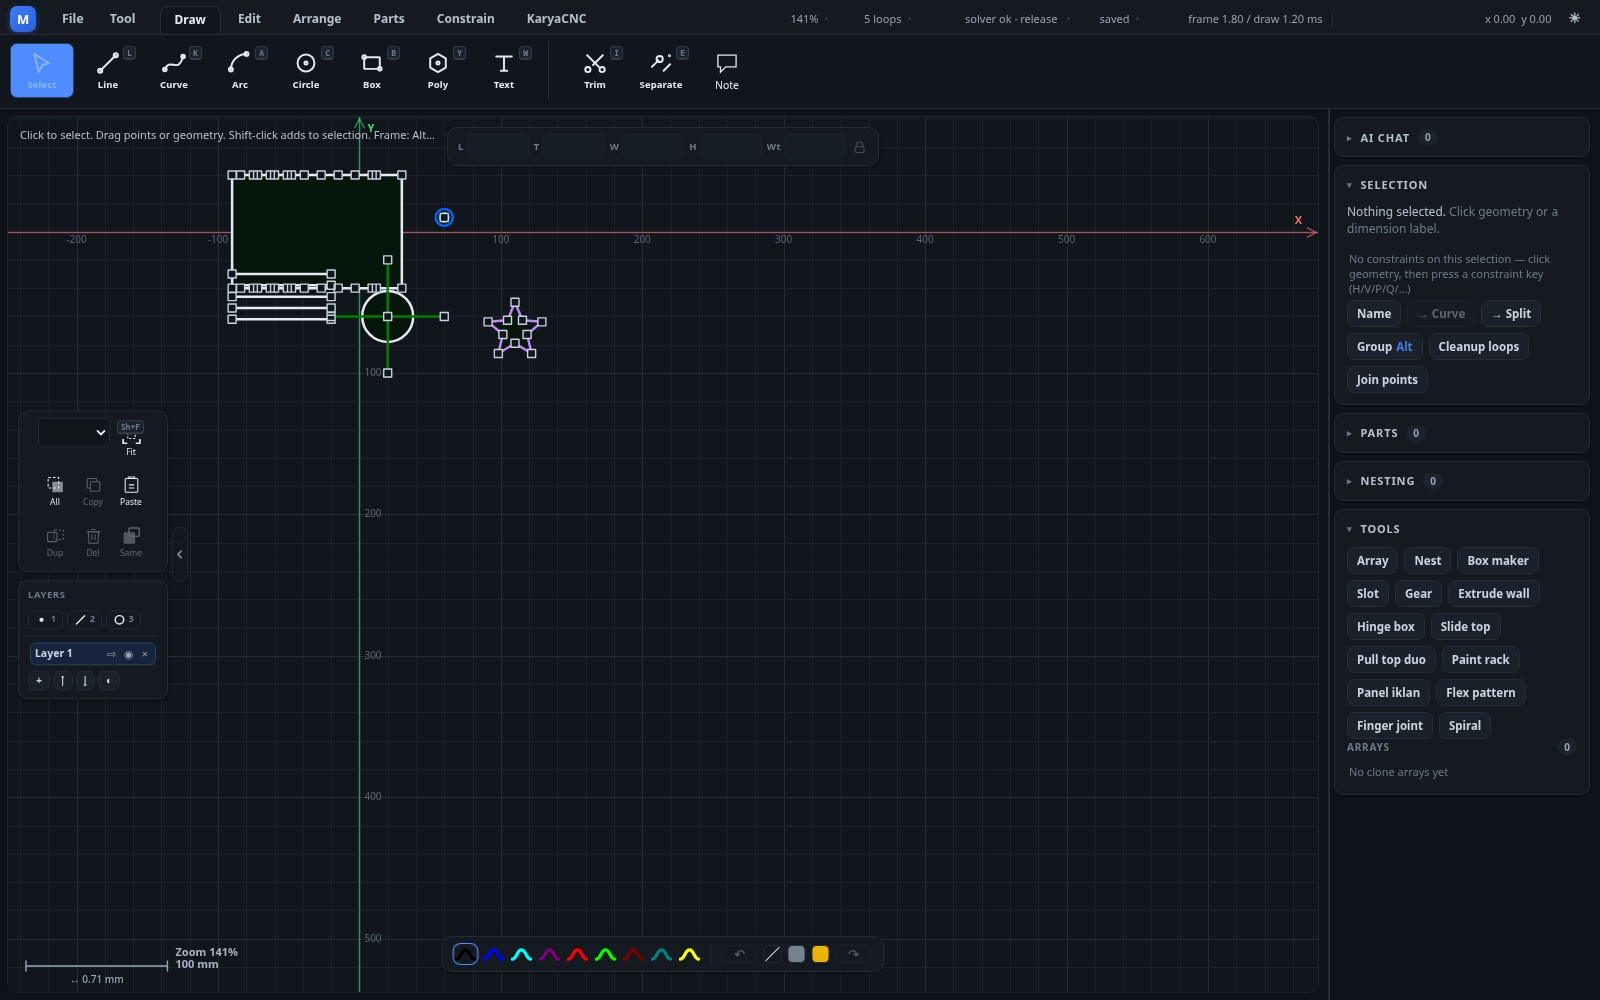 M File Tool Draw Edit Arrange Parts Constrain KaryaCNC 141% · 5 loops · solver ok · release · saved · frame 1.80 / draw 1.20 ms x 0.00 y 0.00
Select
Line L
Curve K
Arc A
Circle C
Box B
Poly Y
Text W
Trim I
Separate E
Note
Click to select. Drag points or geometry. Shift-click adds to selection. Frame: Alt...
L T W H Wt
Y
X
-200 -100 100 200 300 400 500 600
100
200
300
400
500
Sh+F
Fit
All Copy Paste
Dup Del Same
LAYERS
1 2 3
Layer 1 ⇨ ◉ ×
+
Zoom 141%
100 mm
↔ 0.71 mm
▸ AI CHAT 0
▾ SELECTION
Nothing selected. Click geometry or a
dimension label.
No constraints on this selection — click
geometry, then press a constraint key
(H/V/P/Q/...)
Name → Curve → Split
Group Alt Cleanup loops
Join points
▸ PARTS 0
▸ NESTING 0
▾ TOOLS
Array Nest Box maker
Slot Gear Extrude wall
Hinge box Slide top
Pull top duo Paint rack
Panel iklan Flex pattern
Finger joint Spiral
ARRAYS 0
No clone arrays yet